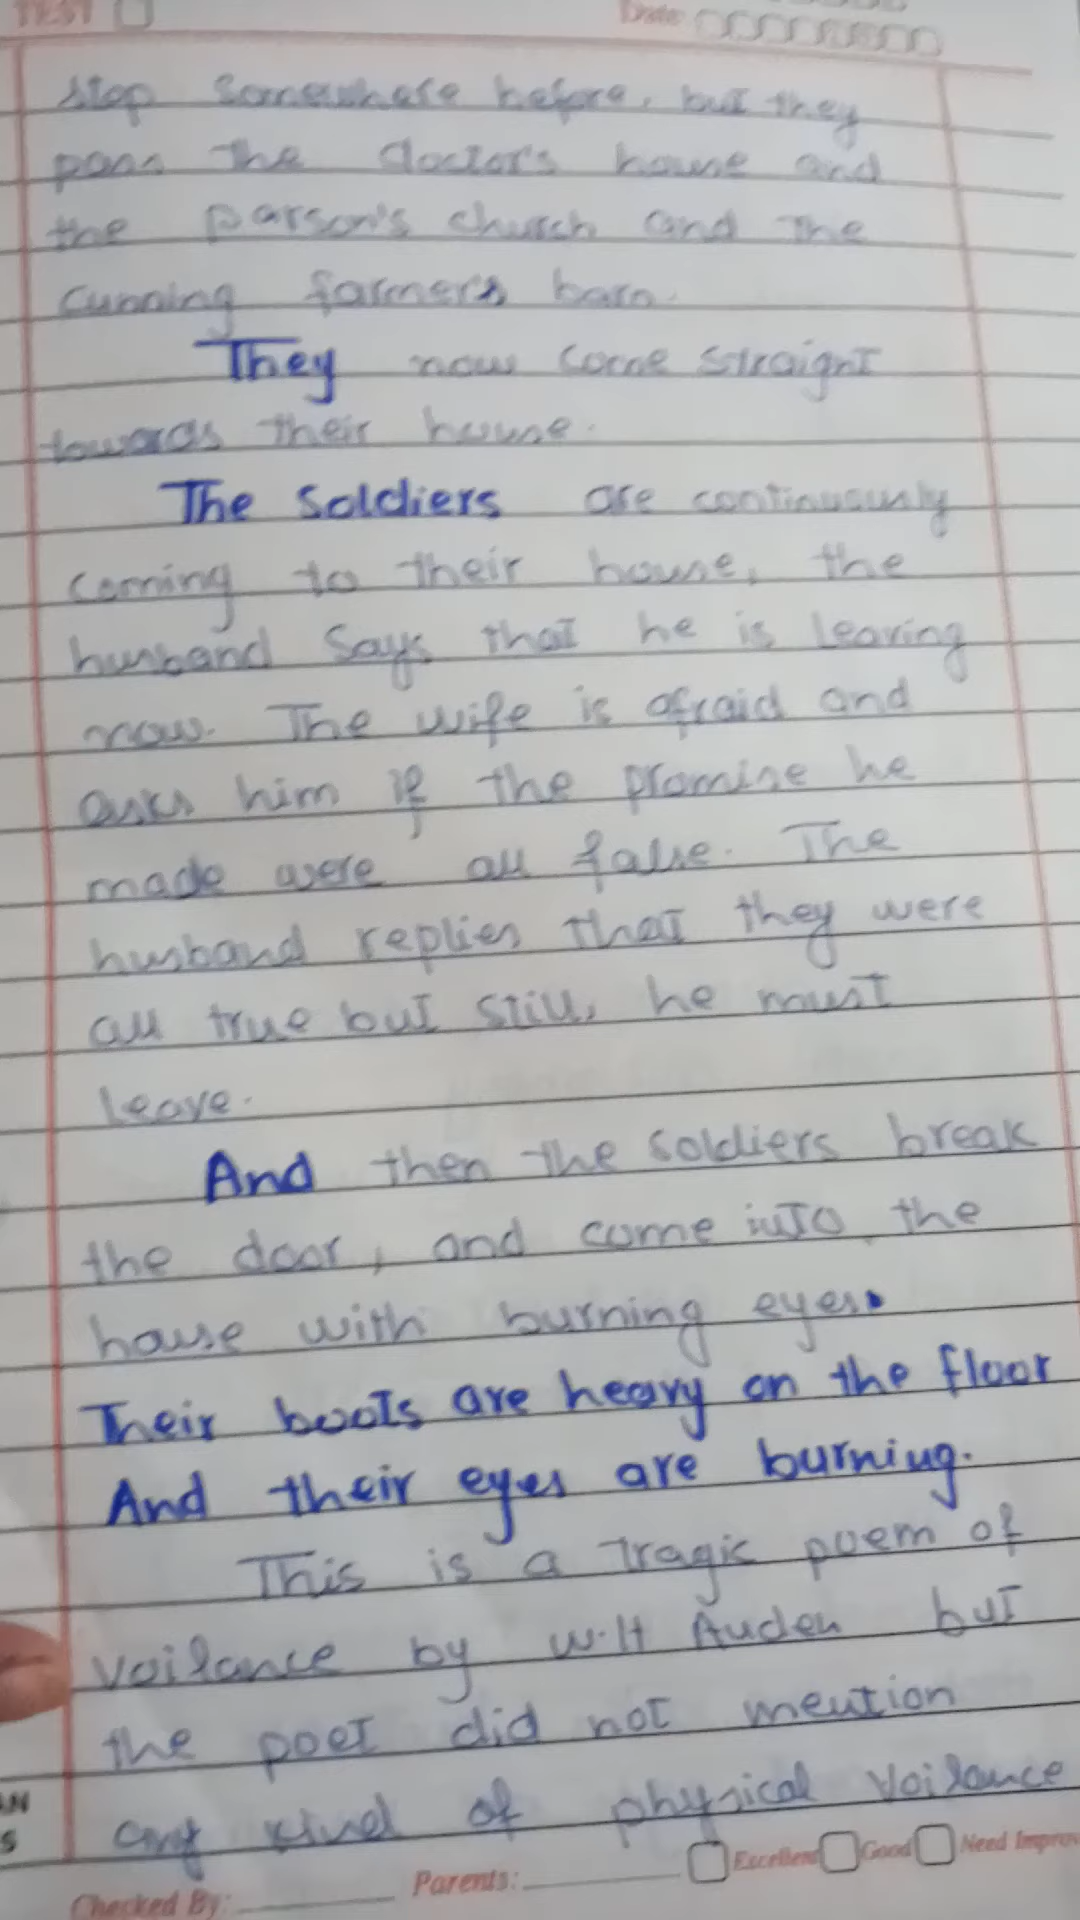 TEST
Date:
stop somewhere before, but they
pass the doctor's house and
the parson's church and the
cunning farmer's barn.
They now come straight
towards their house.
The Soldiers are continuously
coming to their house, the
husband says that he is leaving
now. The wife is afraid and
asks him if the promise he
made were all false. The
husband replies that they were
all true but still, he must
leave.
And then the soldiers break
the door, and come into the
house with burning eyes.
Their boots are heavy on the floor
And their eyes are burning.
This is a tragic poem of
voilance by W.H Auden but
the poet did not mention
any kind of physical voilance
AN
S
Excellent Good Need Improv
Checked By: Parents: